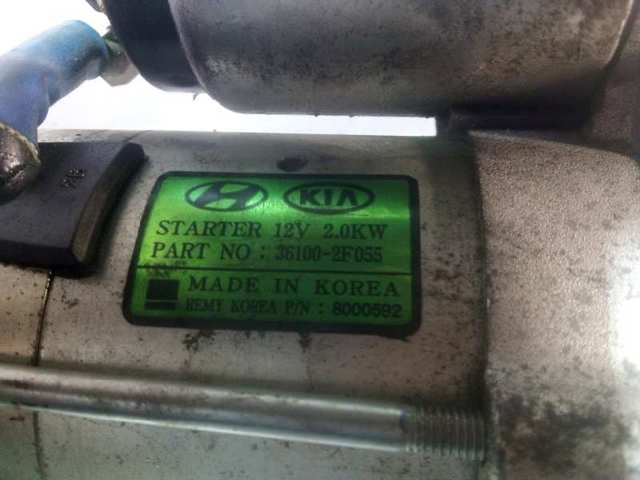 KIA
STARTER 12V 2.0KW
PART NO : 36100-2F055
MADE IN KOREA
REMY KOREA P/N : 8000592